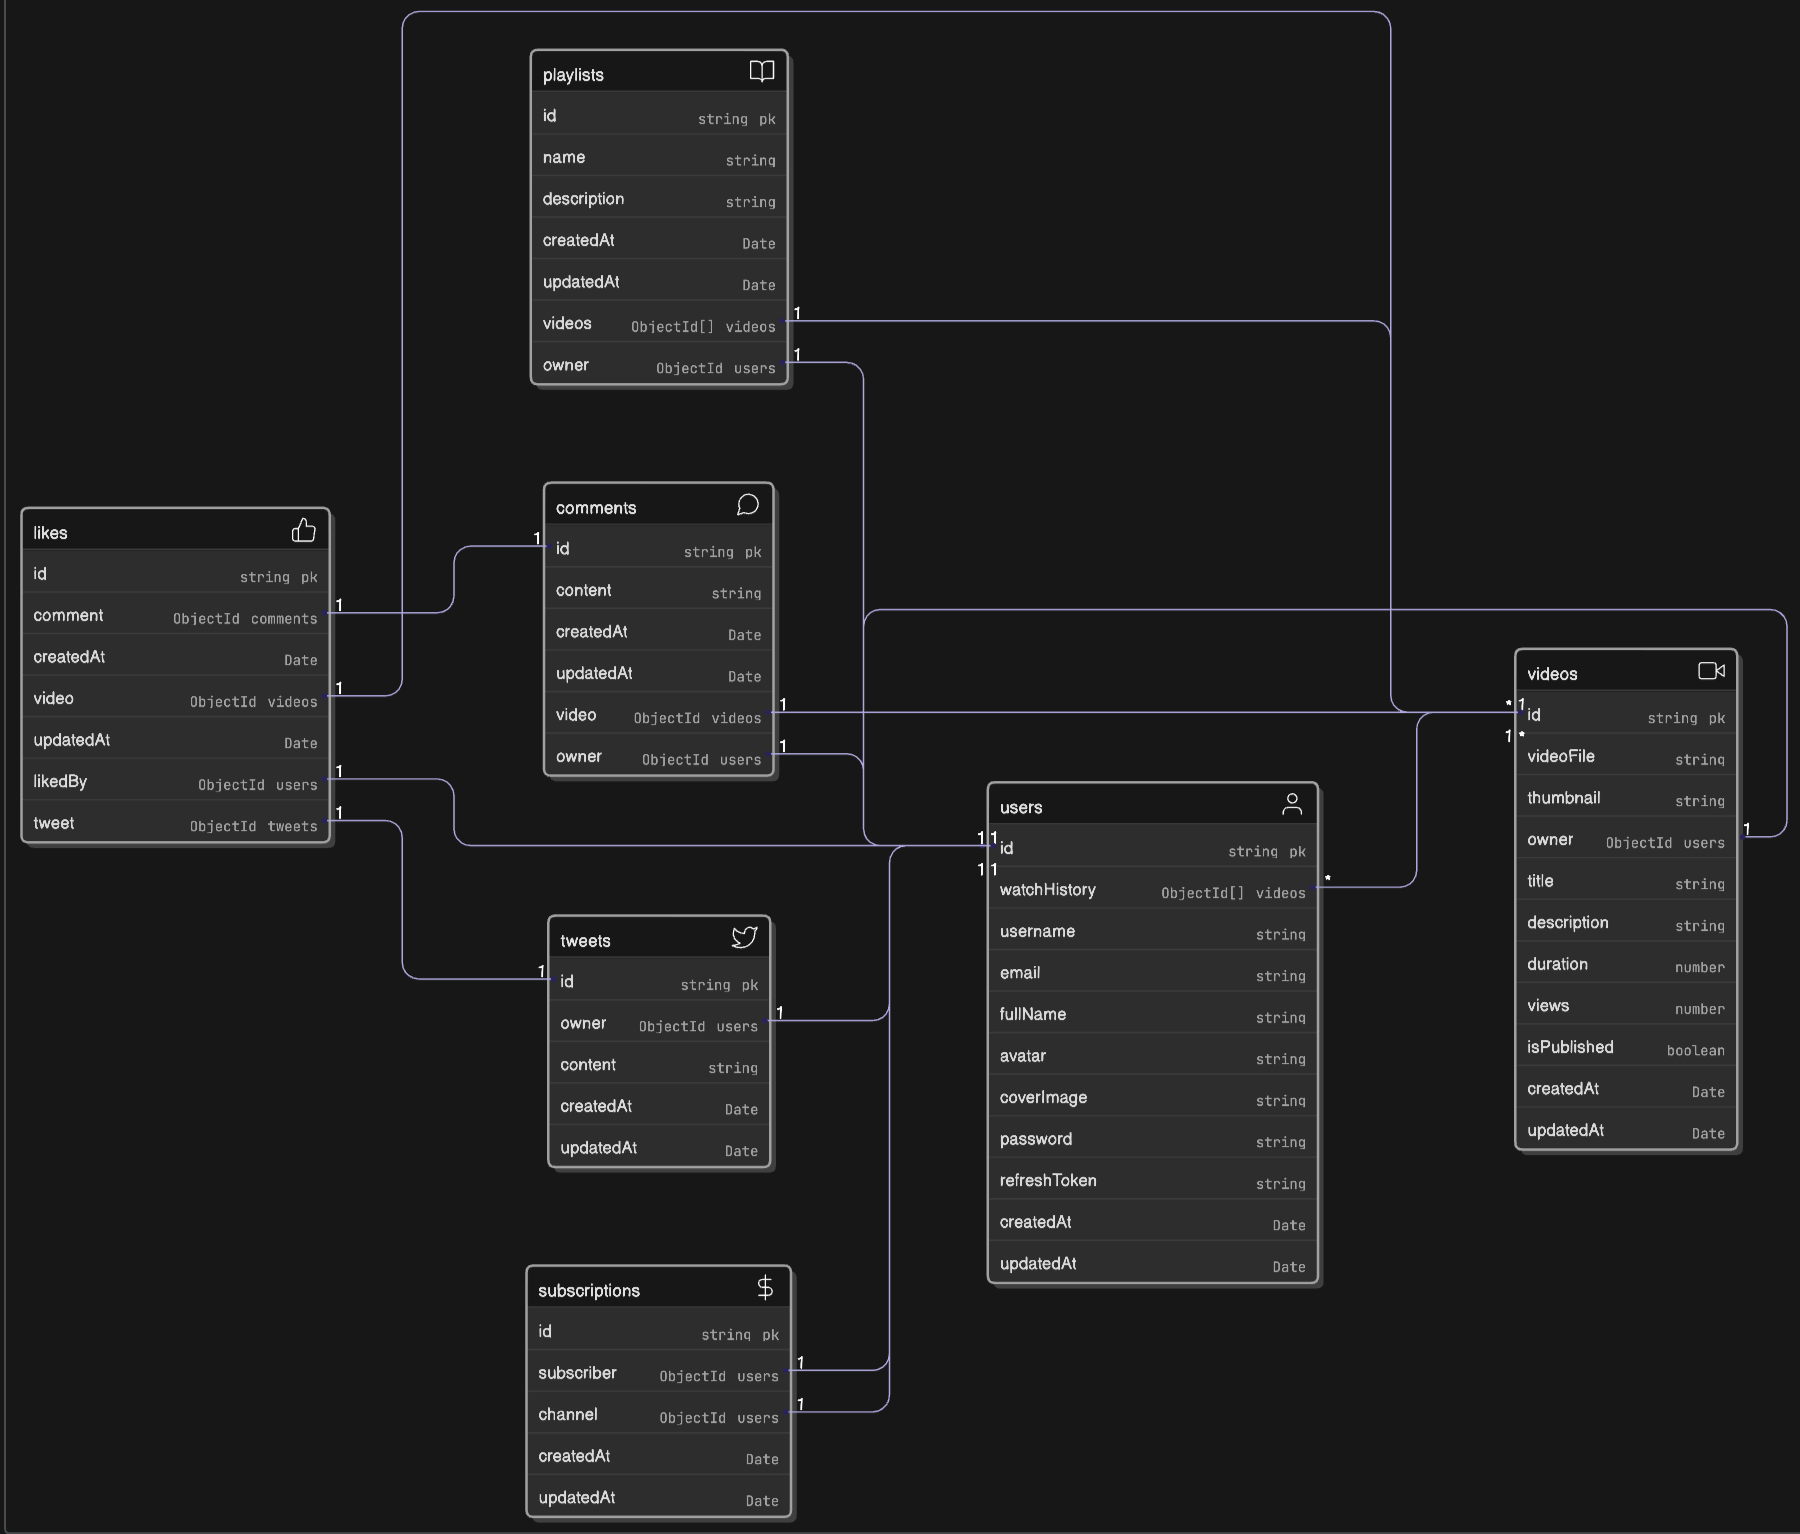 playlists
id string pk
name string
description string
createdAt Date
updatedAt Date
videos ObjectId[] videos 1
owner ObjectId users 1
likes
id string pk
comment ObjectId comments 1
createdAt Date
video ObjectId videos 1
updatedAt Date
likedBy ObjectId users 1
tweet ObjectId tweets 1
comments
1 id string pk
content string
createdAt Date
updatedAt Date
video ObjectId videos 1
owner ObjectId users 1
tweets
1 id string pk
owner ObjectId users 1
content string
createdAt Date
updatedAt Date
subscriptions
id string pk
subscriber ObjectId users 1
channel ObjectId users 1
createdAt Date
updatedAt Date
users
1 1
id string pk
1 1
watchHistory ObjectId[] videos *
username string
email string
fullName string
avatar string
coverImage string
password string
refreshToken string
createdAt Date
updatedAt Date
videos
* 1
id string pk
1 *
videoFile string
thumbnail string
owner ObjectId users 1
title string
description string
duration number
views number
isPublished boolean
createdAt Date
updatedAt Date